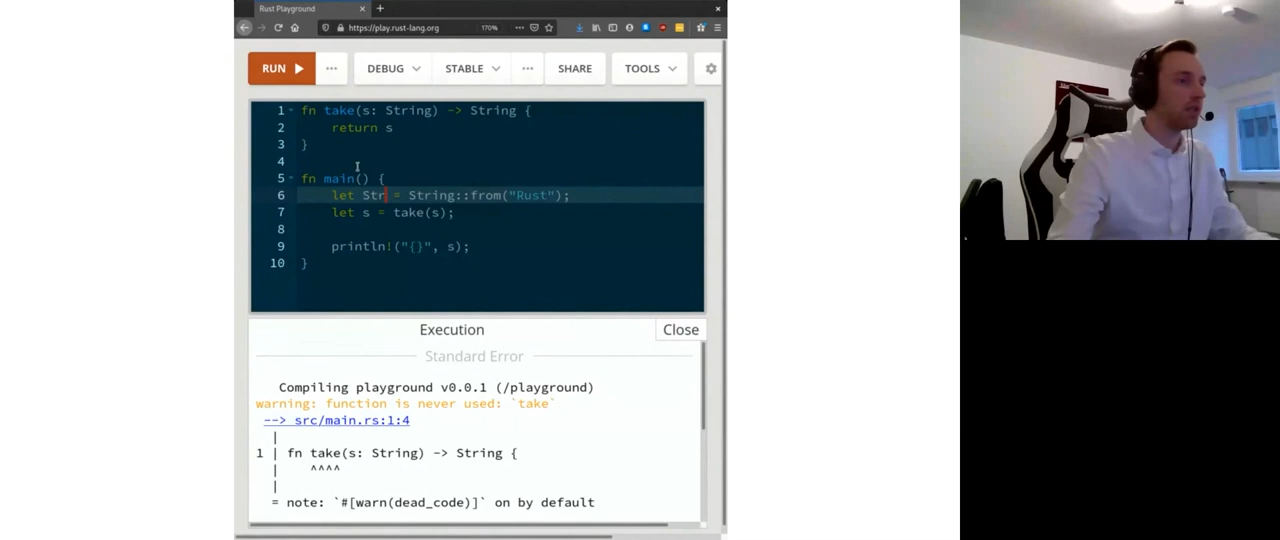 Rust Playground
https://play.rust-lang.org
170%
RUN
DEBUG
STABLE
SHARE
TOOLS
1 fn take(s: String) -> String {
2 return s
3 }
4
5 fn main() {
6 let Str = String::from("Rust");
7 let s = take(s);
8
9 println!("{}", s);
10 }
Execution
Close
Standard Error
Compiling playground v0.0.1 (/playground)
warning: function is never used: `take`
--> src/main.rs:1:4
|
1 | fn take(s: String) -> String {
| ^^^^
|
= note: `#[warn(dead_code)]` on by default